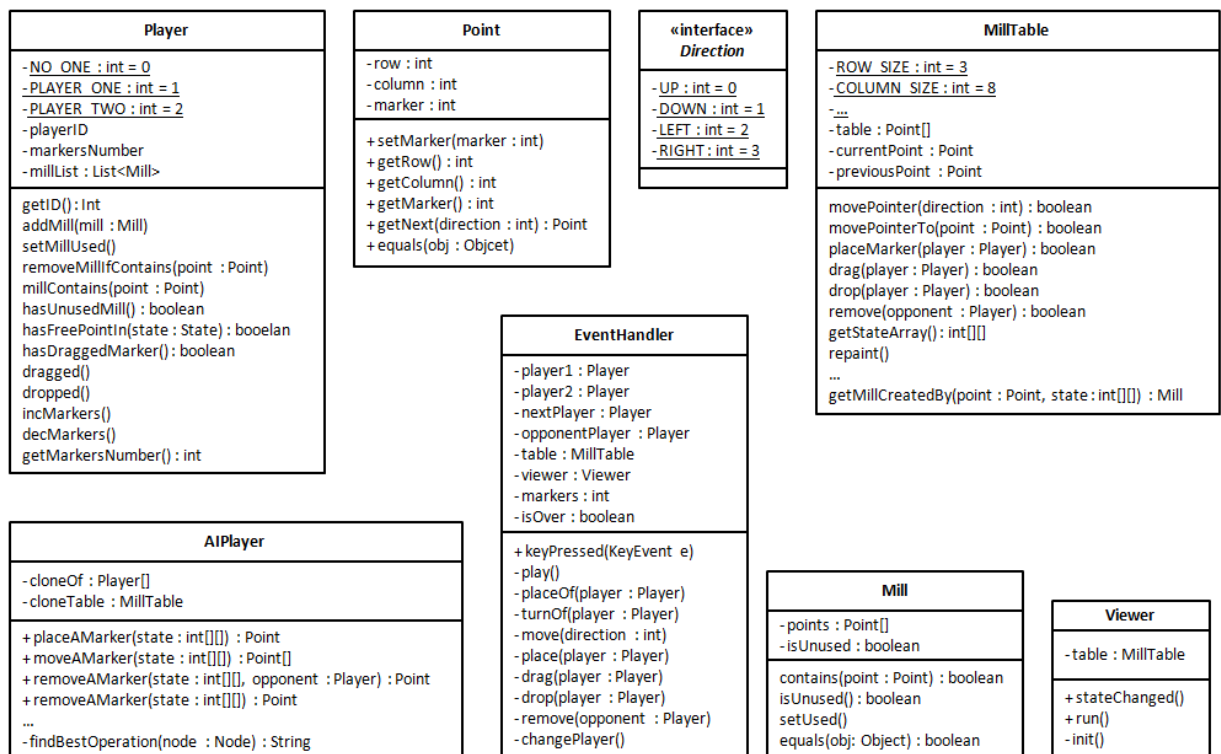 Player
-NO_ONE : int = 0
-PLAYER_ONE : int = 1
-PLAYER_TWO : int = 2
-playerID
-markersNumber
-millList : List<Mill>
getID() : Int
addMill(mill : Mill)
setMillUsed()
removeMillIfContains(point : Point)
millContains(point : Point)
hasUnusedMill() : boolean
hasFreePointIn(state : State) : booelan
hasDraggedMarker() : boolean
dragged()
dropped()
incMarkers()
decMarkers()
getMarkersNumber() : int
Point
-row : int
-column : int
-marker : int
+setMarker(marker : int)
+getRow() : int
+getColumn() : int
+getMarker() : int
+getNext(direction : int) : Point
+equals(obj : Objcet)
«interface»
Direction
-UP : int = 0
-DOWN : int = 1
-LEFT : int = 2
-RIGHT : int = 3
MillTable
-ROW_SIZE : int = 3
-COLUMN_SIZE : int = 8
-...
-table : Point[]
-currentPoint : Point
-previousPoint : Point
movePointer(direction : int) : boolean
movePointerTo(point : Point) : boolean
placeMarker(player : Player) : boolean
drag(player : Player) : boolean
drop(player : Player) : boolean
remove(opponent : Player) : boolean
getStateArray() : int[][]
repaint()
...
getMillCreatedBy(point : Point, state : int[][]) : Mill
EventHandler
-player1 : Player
-player2 : Player
-nextPlayer : Player
-opponentPlayer : Player
-table : MillTable
-viewer : Viewer
-markers : int
-isOver : boolean
+keyPressed(KeyEvent e)
-play()
-placeOf(player : Player)
-turnOf(player : Player)
-move(direction : int)
-place(player : Player)
-drag(player : Player)
-drop(player : Player)
-remove(opponent : Player)
-changePlayer()
AIPlayer
-cloneOf : Player[]
-cloneTable : MillTable
+placeAMarker(state : int[][]) : Point
+moveAMarker(state : int[][]) : Point[]
+removeAMarker(state : int[][], opponent : Player) : Point
+removeAMarker(state : int[][]) : Point
...
-findBestOperation(node : Node) : String
Mill
-points : Point[]
-isUnused : boolean
contains(point : Point) : boolean
isUnused() : boolean
setUsed()
equals(obj: Object) : boolean
Viewer
-table : MillTable
+stateChanged()
+run()
-init()